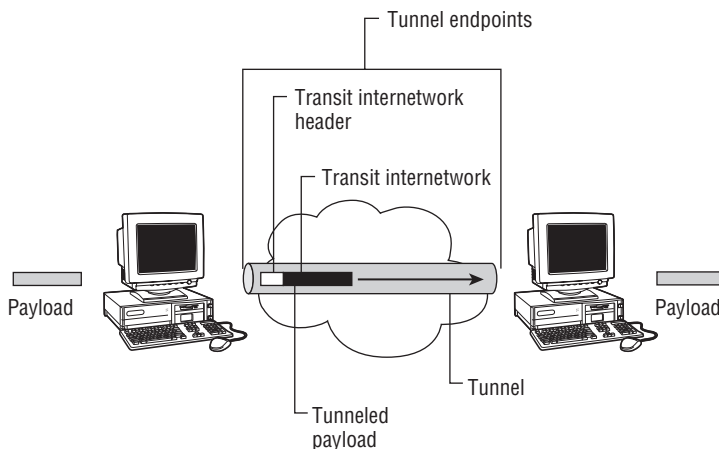 Tunnel endpoints
Transit internetwork
header
Transit internetwork
Payload
Payload
Tunnel
Tunneled
payload